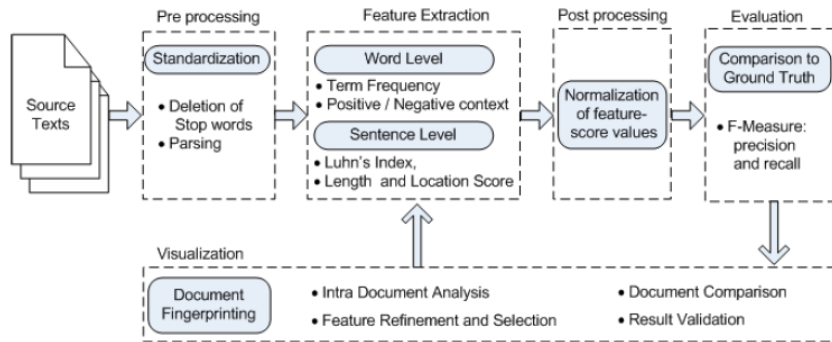 Pre processing
Feature Extraction
Post processing
Evaluation
Source
Texts
Standardization
• Deletion of
Stop words
• Parsing
Word Level
• Term Frequency
• Positive / Negative context
Sentence Level
• Luhn's Index,
• Length and Location Score
Normalization
of feature-
score values
Comparison to
Ground Truth
• F-Measure:
precision
and recall
Visualization
Document
Fingerprinting
• Intra Document Analysis
• Feature Refinement and Selection
• Document Comparison
• Result Validation